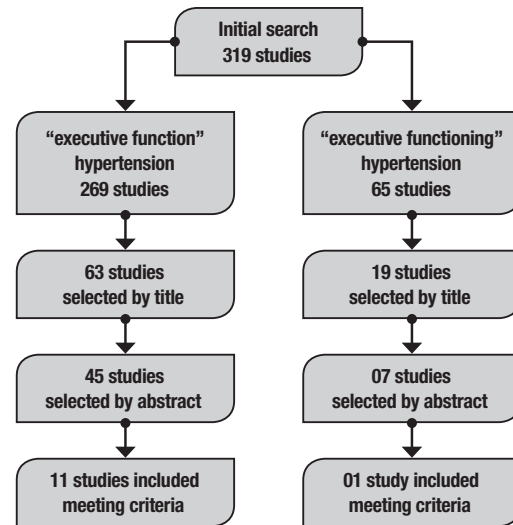 Initial search
319 studies
“executive function”
hypertension
269 studies
“executive functioning”
hypertension
65 studies
63 studies
selected by title
19 studies
selected by title
45 studies
selected by abstract
07 studies
selected by abstract
11 studies included
meeting criteria
01 study included
meeting criteria